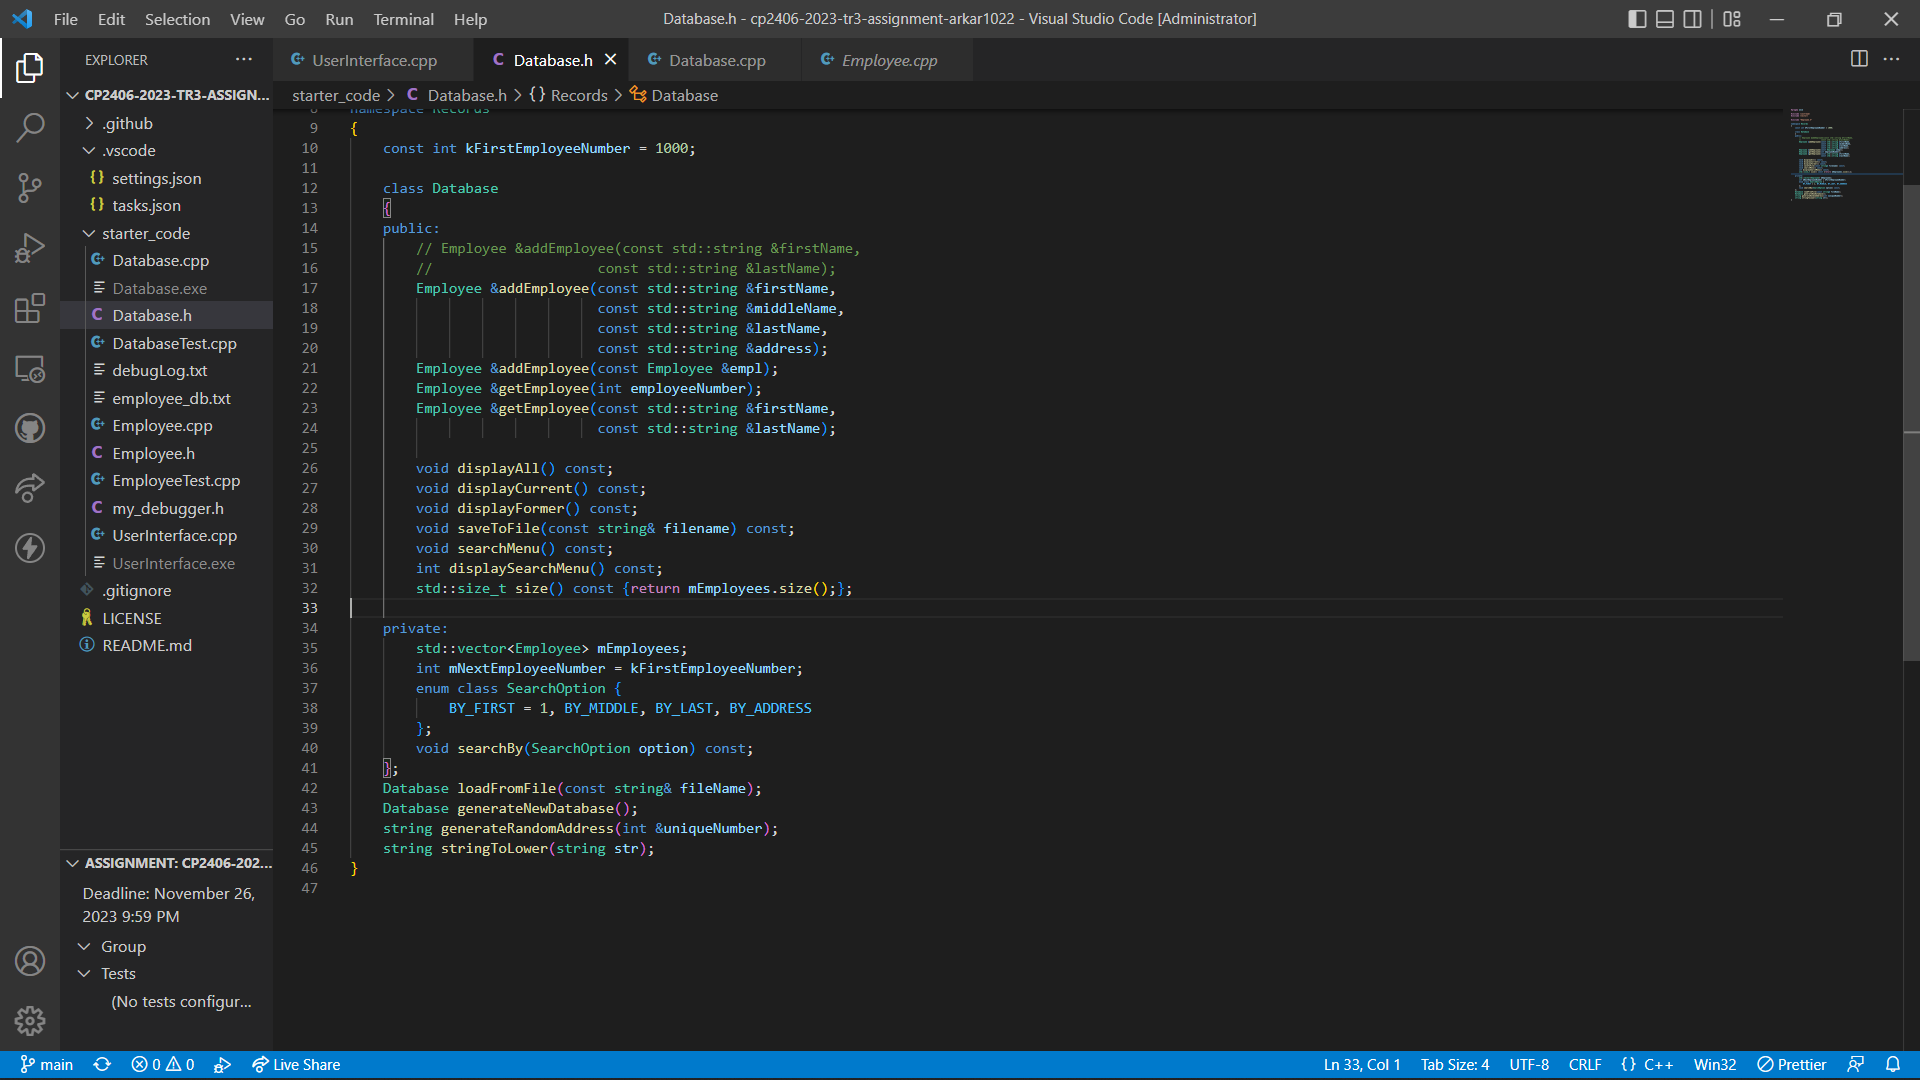 File Edit Selection View Go Run Terminal Help
Database.h - cp2406-2023-tr3-assignment-arkar1022 - Visual Studio Code [Administrator]
EXPLORER
CP2406-2023-TR3-ASSIGN...
.github
.vscode
settings.json
tasks.json
starter_code
Database.cpp
Database.exe
Database.h
DatabaseTest.cpp
debugLog.txt
employee_db.txt
Employee.cpp
Employee.h
EmployeeTest.cpp
my_debugger.h
UserInterface.cpp
UserInterface.exe
.gitignore
LICENSE
README.md
ASSIGNMENT: CP2406-202...
Deadline: November 26,
2023 9:59 PM
Group
Tests
(No tests configur...
UserInterface.cpp Database.h Database.cpp Employee.cpp
starter_code > Database.h > {} Records > Database
8 namespace Records
9 {
10 const int kFirstEmployeeNumber = 1000;
11
12 class Database
13 {
14 public:
15 // Employee &addEmployee(const std::string &firstName,
16 // const std::string &lastName);
17 Employee &addEmployee(const std::string &firstName,
18 const std::string &middleName,
19 const std::string &lastName,
20 const std::string &address);
21 Employee &addEmployee(const Employee &empl);
22 Employee &getEmployee(int employeeNumber);
23 Employee &getEmployee(const std::string &firstName,
24 const std::string &lastName);
25
26 void displayAll() const;
27 void displayCurrent() const;
28 void displayFormer() const;
29 void saveToFile(const string& filename) const;
30 void searchMenu() const;
31 int displaySearchMenu() const;
32 std::size_t size() const {return mEmployees.size();};
33
34 private:
35 std::vector<Employee> mEmployees;
36 int mNextEmployeeNumber = kFirstEmployeeNumber;
37 enum class SearchOption {
38 BY_FIRST = 1, BY_MIDDLE, BY_LAST, BY_ADDRESS
39 };
40 void searchBy(SearchOption option) const;
41 };
42 Database loadFromFile(const string& fileName);
43 Database generateNewDatabase();
44 string generateRandomAddress(int &uniqueNumber);
45 string stringToLower(string str);
46 }
47
main 0 0 Live Share Ln 33, Col 1 Tab Size: 4 UTF-8 CRLF {} C++ Win32 Prettier